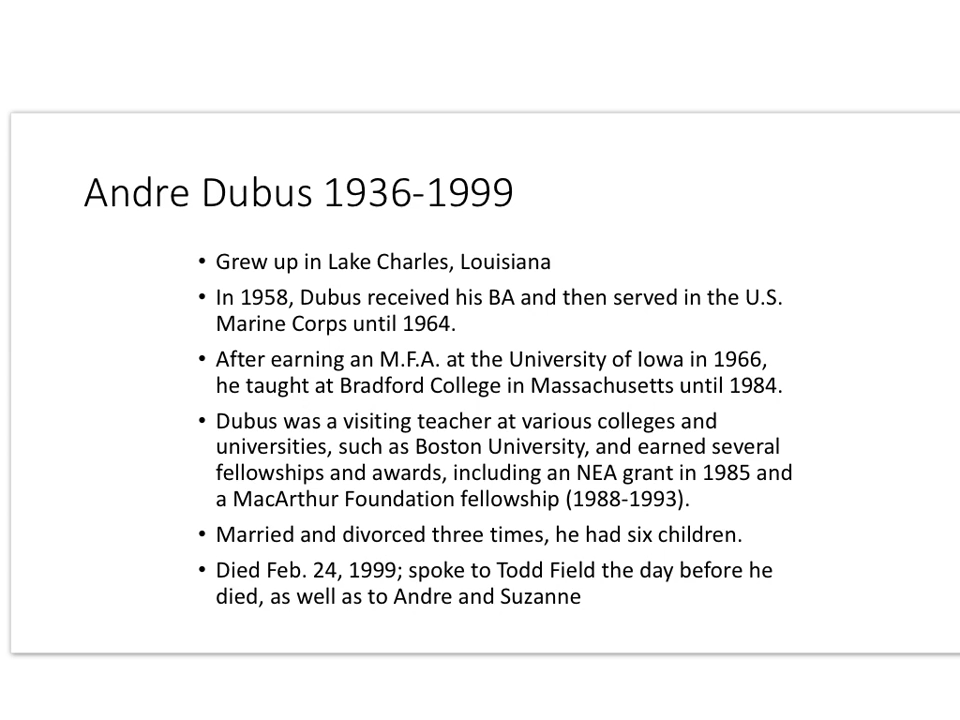 Andre Dubus 1936-1999
• Grew up in Lake Charles, Louisiana
• In 1958, Dubus received his BA and then served in the U.S.
Marine Corps until 1964.
• After earning an M.F.A. at the University of Iowa in 1966,
he taught at Bradford College in Massachusetts until 1984.
• Dubus was a visiting teacher at various colleges and
universities, such as Boston University, and earned several
fellowships and awards, including an NEA grant in 1985 and
a MacArthur Foundation fellowship (1988-1993).
• Married and divorced three times, he had six children.
• Died Feb. 24, 1999; spoke to Todd Field the day before he
died, as well as to Andre and Suzanne